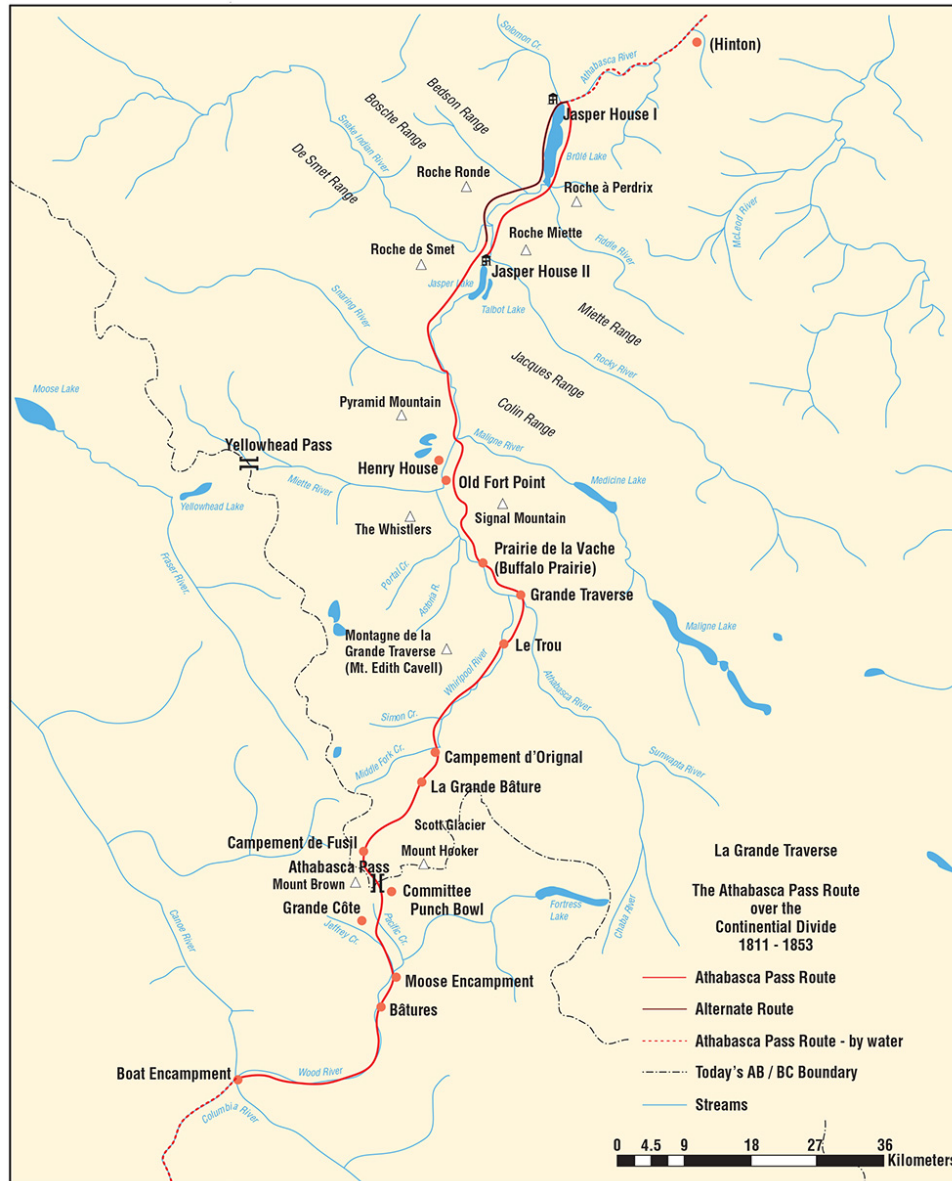 Solomon Cr.
Athabasca River
(Hinton)
Jasper House I
Bedson Range
Bosche Range
Snake Indian River
De Smet Range
Brûlé Lake
Roche Ronde
Roche à Perdrix
McLeod River
Roche Miette
Fiddle River
Roche de Smet
Jasper House II
Jasper Lake
Talbot Lake
Snaring River
Miette Range
Rocky River
Jacques Range
Colin Range
Moose Lake
Pyramid Mountain
Maligne River
Yellowhead Pass
Henry House
Medicine Lake
Miette River
Old Fort Point
Yellowhead Lake
Signal Mountain
The Whistlers
Fraser River.
Prairie de la Vache
(Buffalo Prairie)
Portal Cr.
Astoria R.
Grande Traverse
Maligne Lake
Montagne de la
Grande Traverse
(Mt. Edith Cavell)
Le Trou
Whirlpool River
Athabasca River
Simon Cr.
Sunwapta River
Middle Fork Cr.
Campement d'Orignal
La Grande Bâture
Scott Glacier
Campement de Fusil
Mount Hooker
Athabasca Pass
Mount Brown
Committee
Punch Bowl
Grande Côte
Fortress
Lake
Chaba River
Canoe River
Jeffrey Cr.
Pacific Cr.
Moose Encampment
Bâtures
Boat Encampment
Wood River
Columbia River
La Grande Traverse
The Athabasca Pass Route
over the
Continental Divide
1811 - 1853
Athabasca Pass Route
Alternate Route
Athabasca Pass Route - by water
Today's AB / BC Boundary
Streams
0 4.5 9 18 27 36
Kilometers